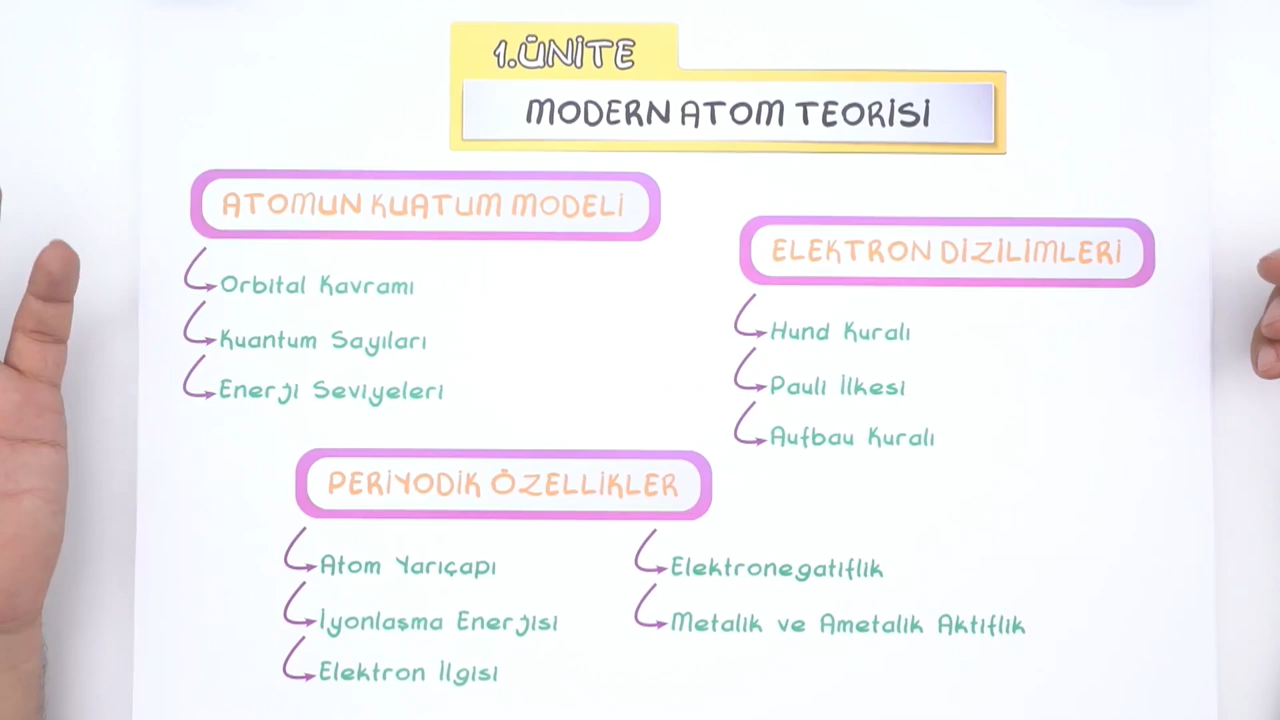 1.ÜNİTE
MODERN ATOM TEORİSİ
ATOMUN KUATUM MODELİ
Orbital Kavramı
Kuantum Sayıları
Enerji Seviyeleri
ELEKTRON DİZİLİMLERİ
Hund Kuralı
Pauli İlkesi
Aufbau Kuralı
PERİYODİK ÖZELLİKLER
Atom Yarıçapı
İyonlaşma Enerjisi
Elektron İlgisi
Elektronegatiflik
Metalik ve Ametalik Aktiflik